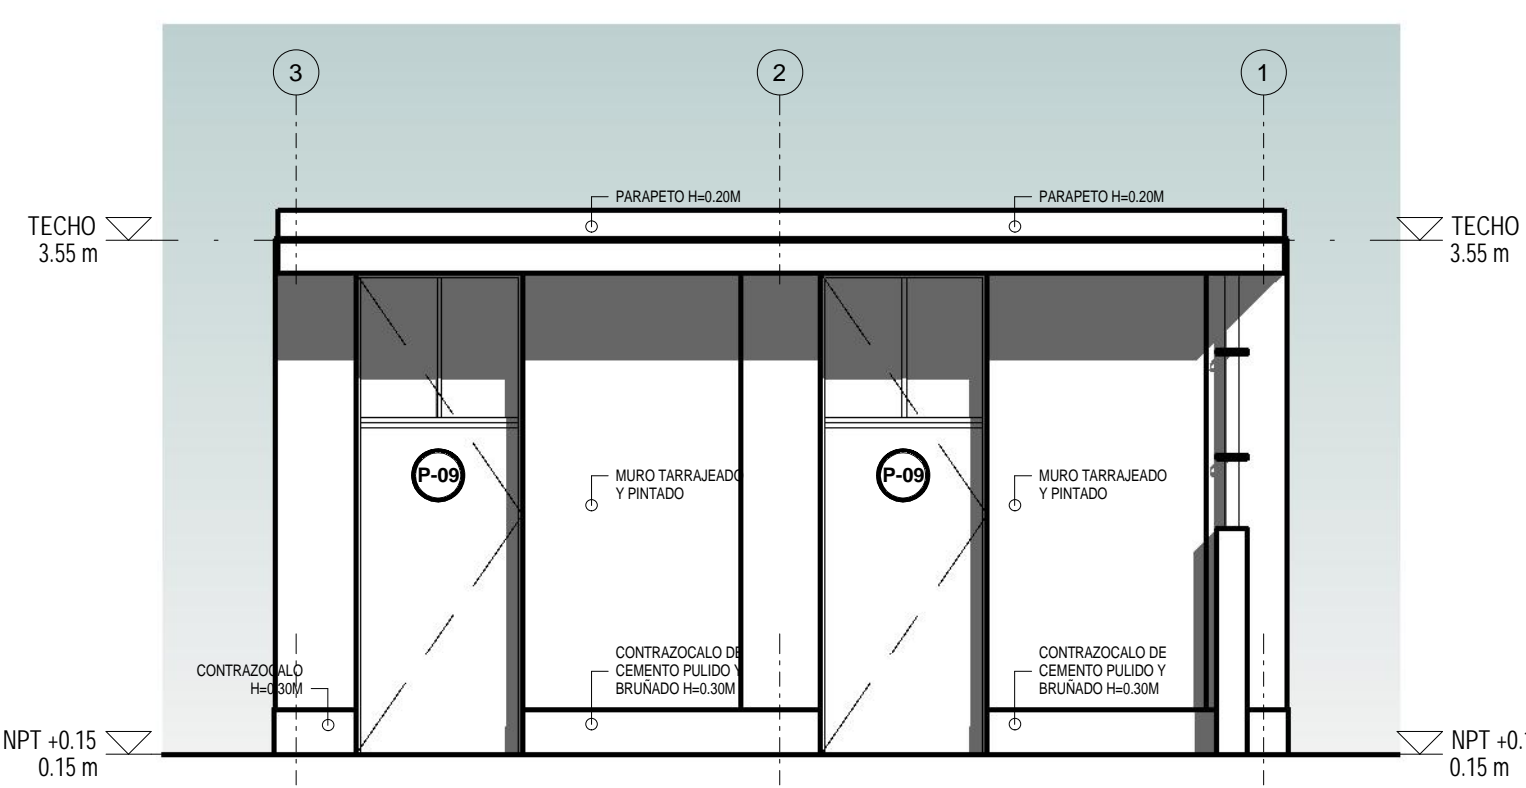 3
2
1
PARAPETO H=0.20M
PARAPETO H=0.20M
TECHO
3.55 m
TECHO
3.55 m
P-09
P-09
MURO TARRAJEADO
Y PINTADO
MURO TARRAJEADO
Y PINTADO
CONTRAZOCALO
H=0.30M
CONTRAZOCALO DE
CEMENTO PULIDO Y
BRUÑADO H=0.30M
CONTRAZOCALO DE
CEMENTO PULIDO Y
BRUÑADO H=0.30M
NPT +0.15
0.15 m
NPT
0.15 m